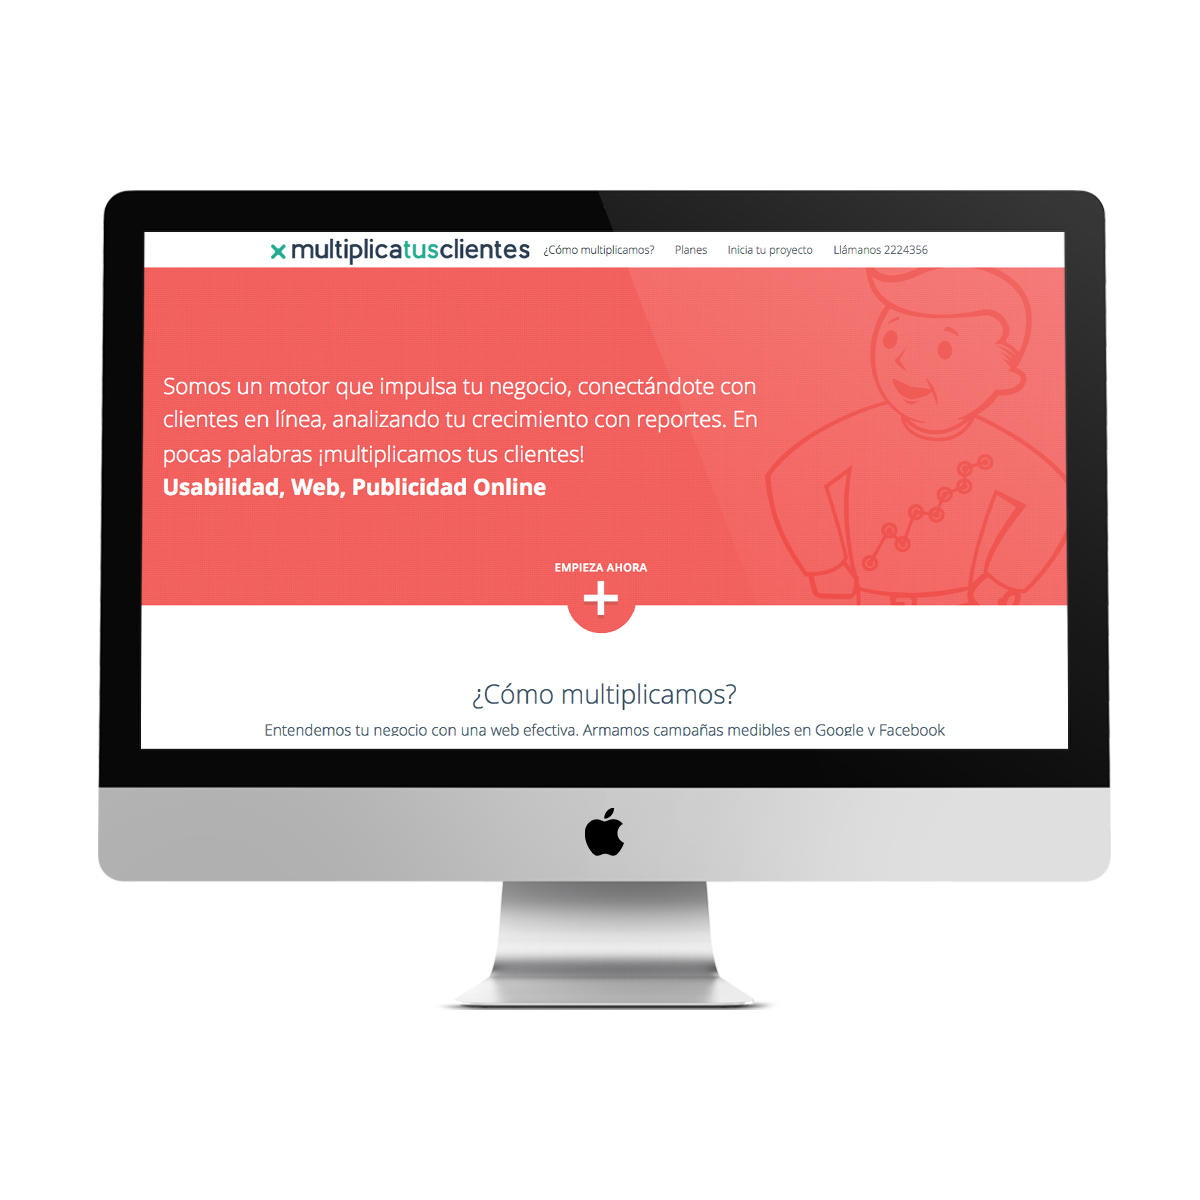 multiplicatusclientes ¿Cómo multiplicamos? Planes Inicia tu proyecto Llámanos 2224356
Somos un motor que impulsa tu negocio, conectándote con
clientes en línea, analizando tu crecimiento con reportes. En
pocas palabras ¡multiplicamos tus clientes!
Usabilidad, Web, Publicidad Online
EMPIEZA AHORA
¿Cómo multiplicamos?
Entendemos tu negocio con una web efectiva. Armamos campañas medibles en Google y Facebook